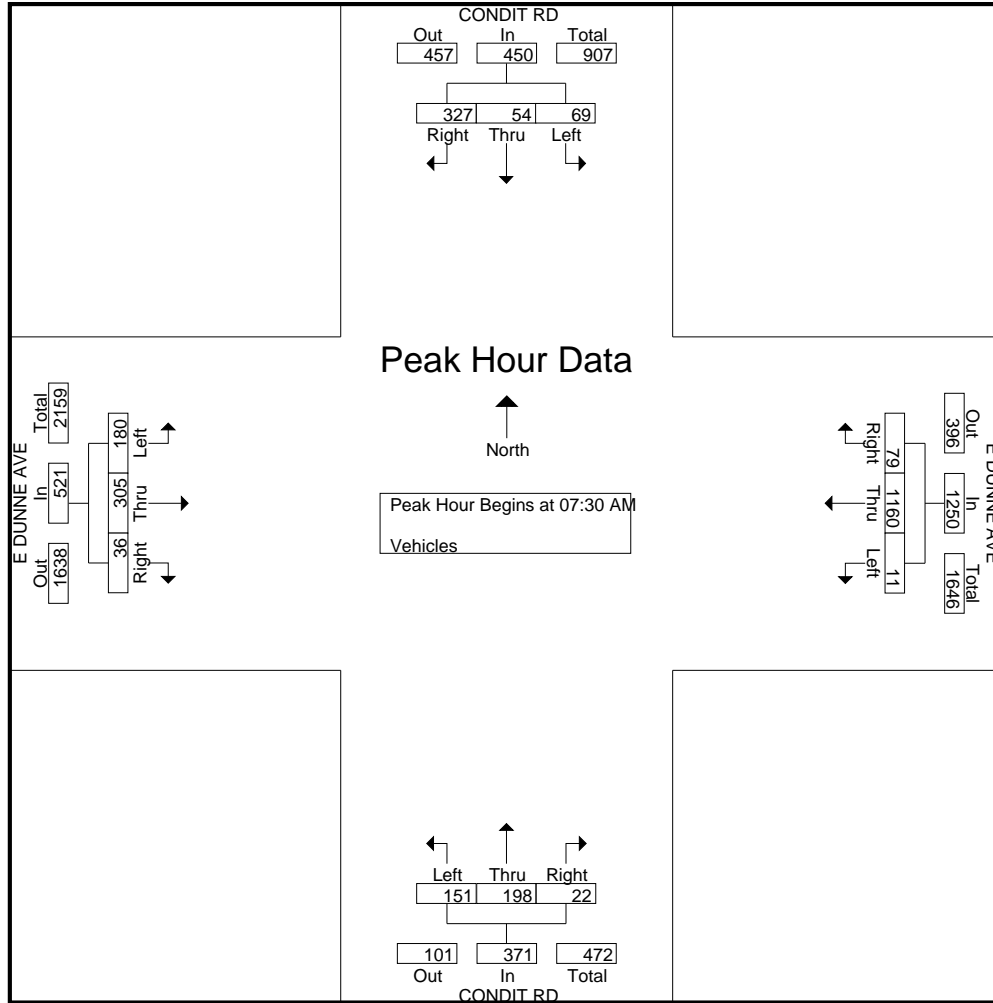 CONDIT RD
Out In Total
457 450 907
327 54 69
Right Thru Left
Peak Hour Data
North
Peak Hour Begins at 07:30 AM
Vehicles
E DUNNE AVE
Out In Total
1638 521 2159
36 305 180
Right Thru Left
E DUNNE AVE
Out In Total
396 1250 1646
79 1160 11
Right Thru Left
Left Thru Right
151 198 22
101 371 472
Out In Total
CONDIT RD